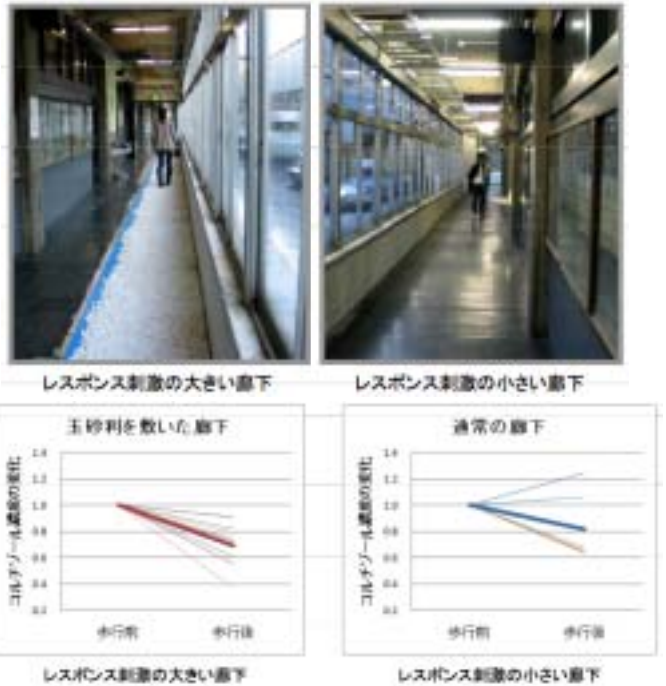 レスポンス刺激の大きい廊下
レスポンス刺激の小さい廊下
玉砂利を敷いた廊下
コルチゾール濃度の変化
1.4
1.2
1.0
0.8
0.6
0.4
0.2
歩行前
歩行後
レスポンス刺激の大きい廊下
通常の廊下
コルチゾール濃度の変化
1.4
1.2
1.0
0.8
0.6
0.4
0.2
歩行前
歩行後
レスポンス刺激の小さい廊下